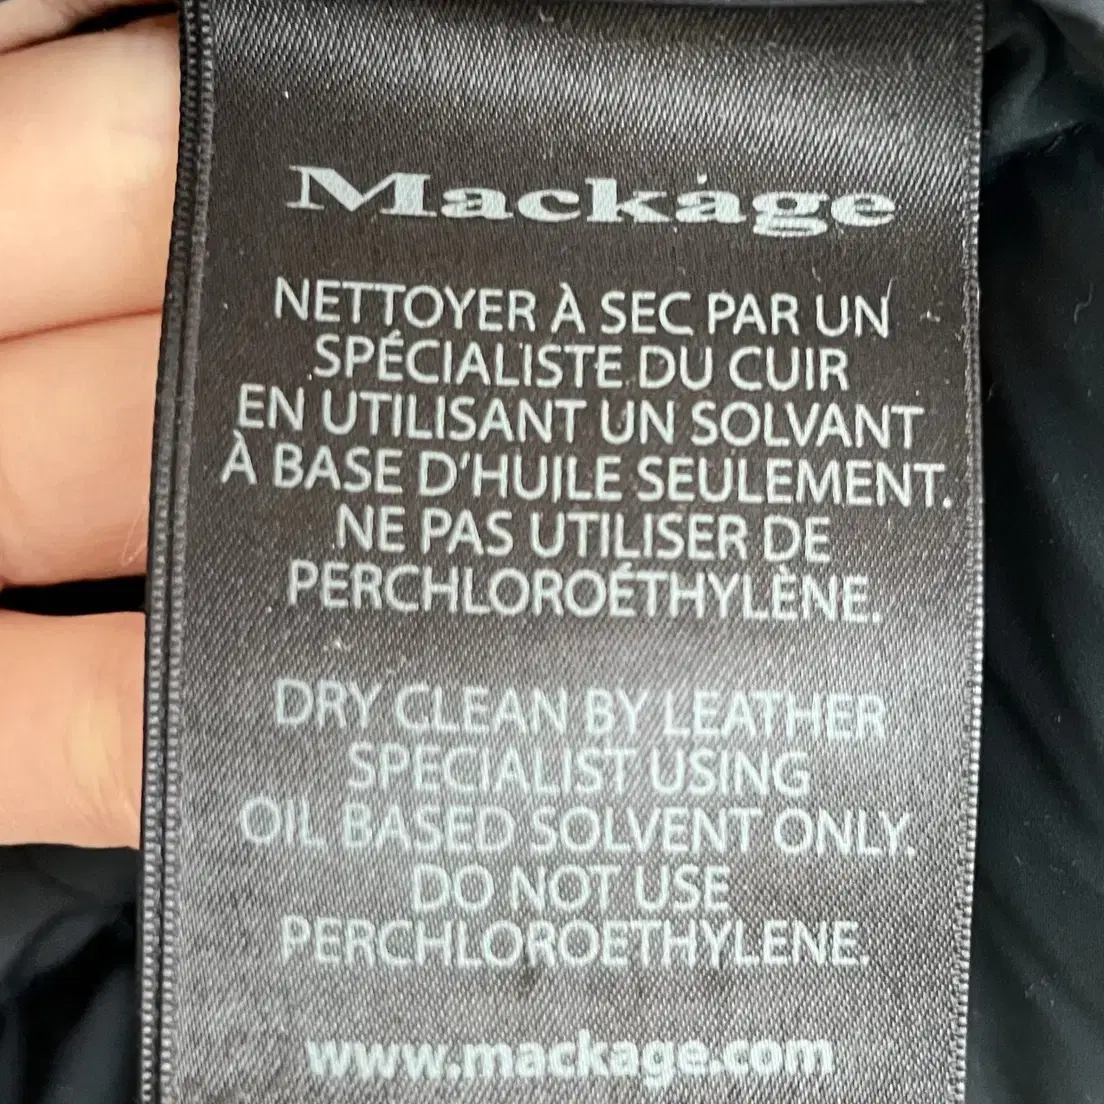 Mackage
NETTOYER À SEC PAR UN
SPÉCIALISTE DU CUIR
EN UTILISANT UN SOLVANT
À BASE D'HUILE SEULEMENT.
NE PAS UTILISER DE
PERCHLOROÉTHYLÈNE.
DRY CLEAN BY LEATHER
SPECIALIST USING
OIL BASED SOLVENT ONLY.
DO NOT USE
PERCHLOROETHYLENE.
www.mackage.com